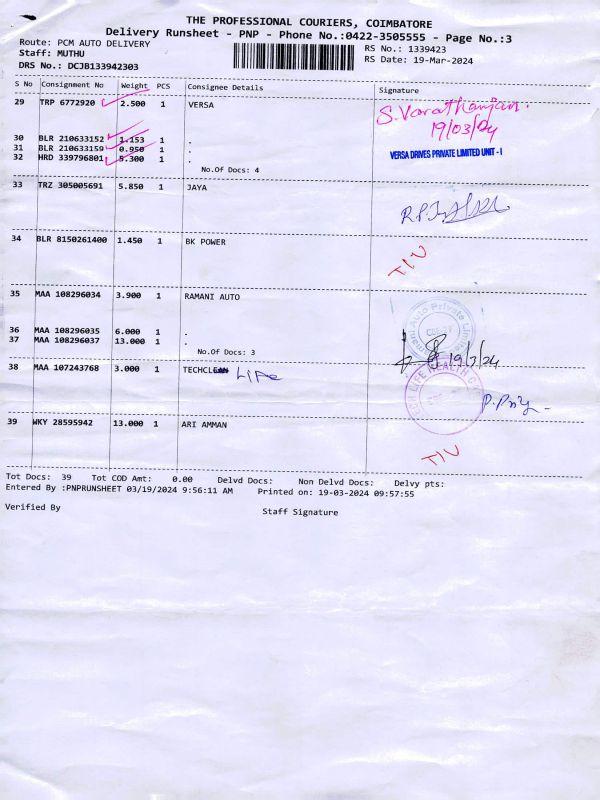 THE PROFESSIONAL COURIERS, COIMBATORE
Delivery Runsheet - PNP - Phone No.:0422-3505555 - Page No.:3
Route: PCM AUTO DELIVERY
RS No.: 1339423
Staff: MUTHU
RS Date: 19-Mar-2024
DRS No.: DCJB133942303
S No Consignment No Weight PCS Consignee Details Signature
29 TRP 6772920 2.500 1 VERSA
S.Varathanjan.
19/03/24
30 BLR 210633152 1.153 1 .
31 BLR 210633159 0.950 1 .
VERSA DRIVES PRIVATE LIMITED UNIT - I
32 HRD 339796801 5.300 1 .
No.Of Docs: 4
33 TRZ 305005691 5.850 1 JAYA
34 BLR 8150261400 1.450 1 BK POWER
TIV
35 MAA 108296034 3.900 1 RAMANI AUTO
36 MAA 108296035 6.000 1 .
37 MAA 108296037 13.000 1 .
No.Of Docs: 3
19/3/24
38 MAA 107243768 3.000 1 TECHCLEAN LIFe
39 WKY 28595942 13.000 1 ARI AMMAN
TIV
Tot Docs: 39 Tot COD Amt: 0.00 Delvd Docs: Non Delvd Docs: Delvy pts:
Entered By :PNPRUNSHEET 03/19/2024 9:56:11 AM Printed on: 19-03-2024 09:57:55
Verified By
Staff Signature